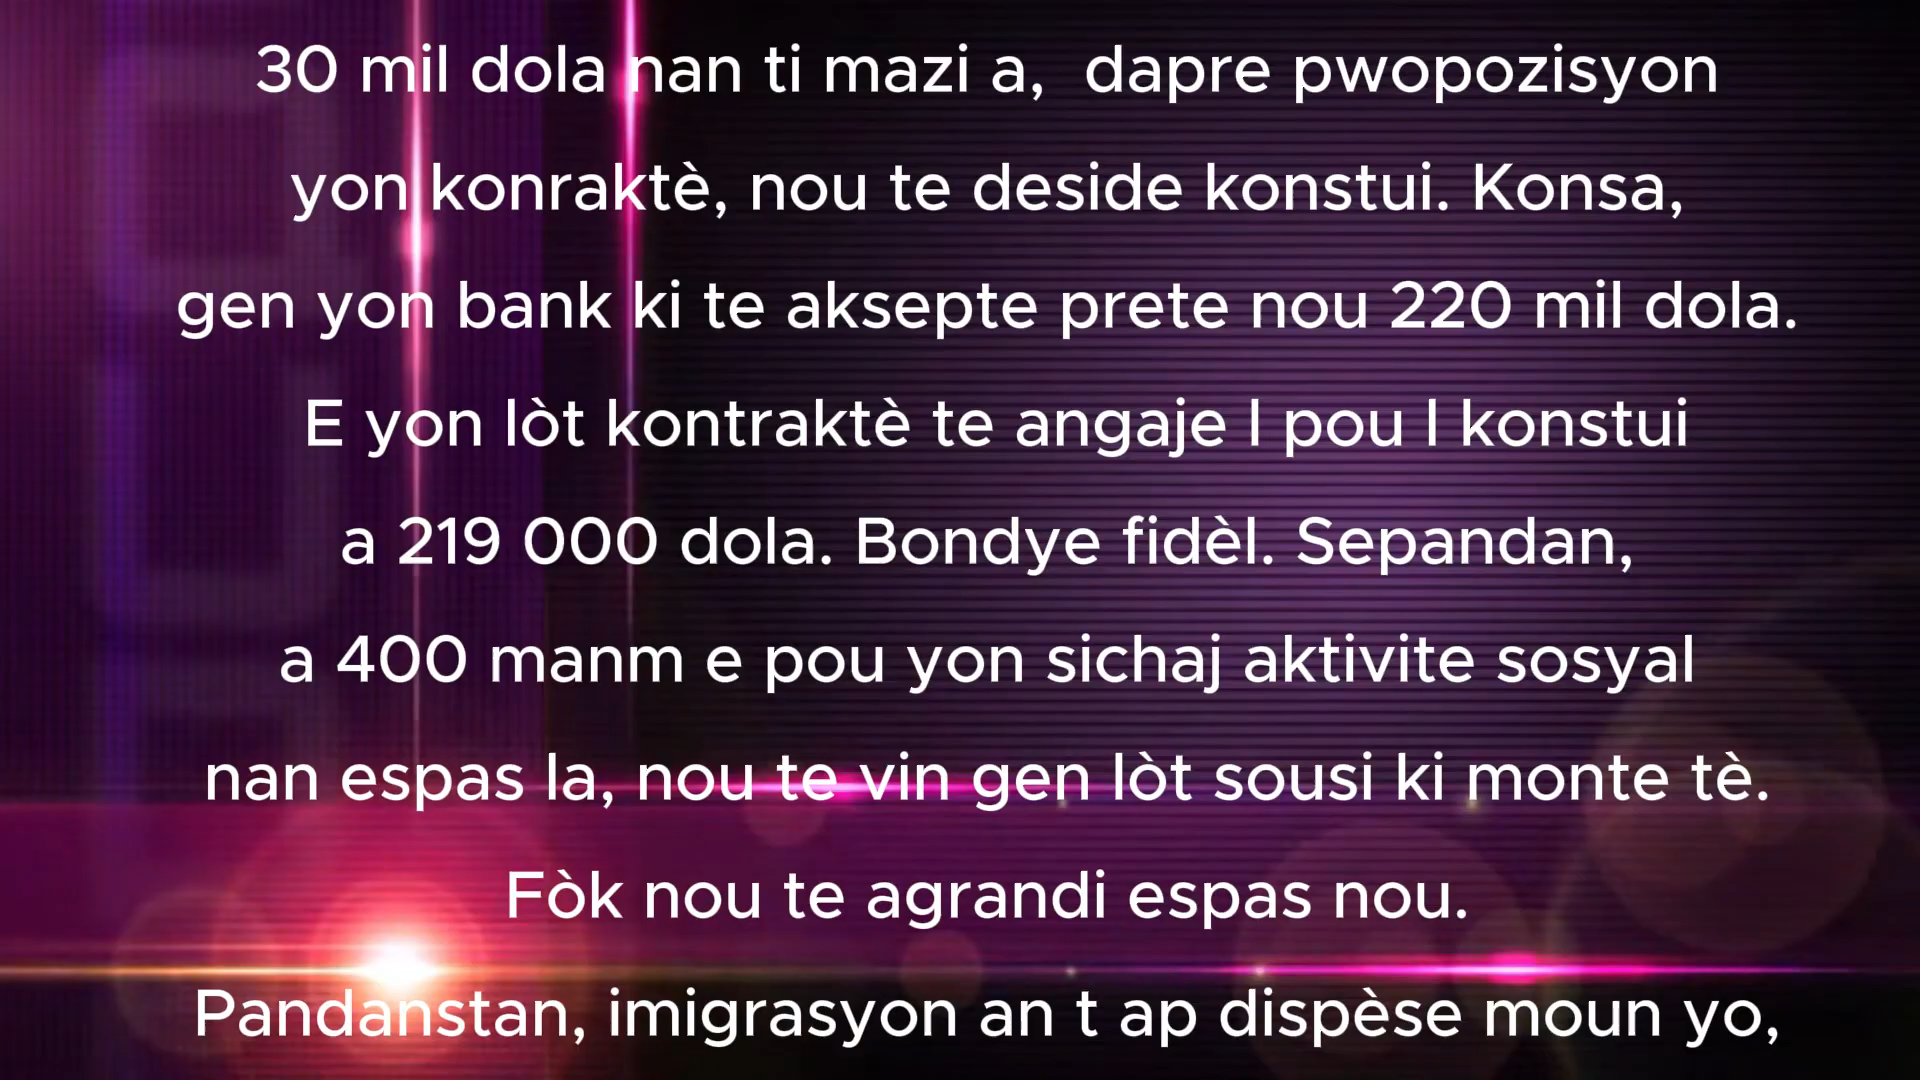 30 mil dola nan ti mazi a, dapre pwopozisyon
yon konraktè, nou te deside konstui. Konsa,
gen yon bank ki te aksepte prete nou 220 mil dola.
E yon lòt kontraktè te angaje l pou l konstui
a 219 000 dola. Bondye fidèl. Sepandan,
a 400 manm e pou yon sichaj aktivite sosyal
nan espas la, nou te vin gen lòt sousi ki monte tè.
Fòk nou te agrandi espas nou.
Pandanstan, imigrasyon an t ap dispèse moun yo,